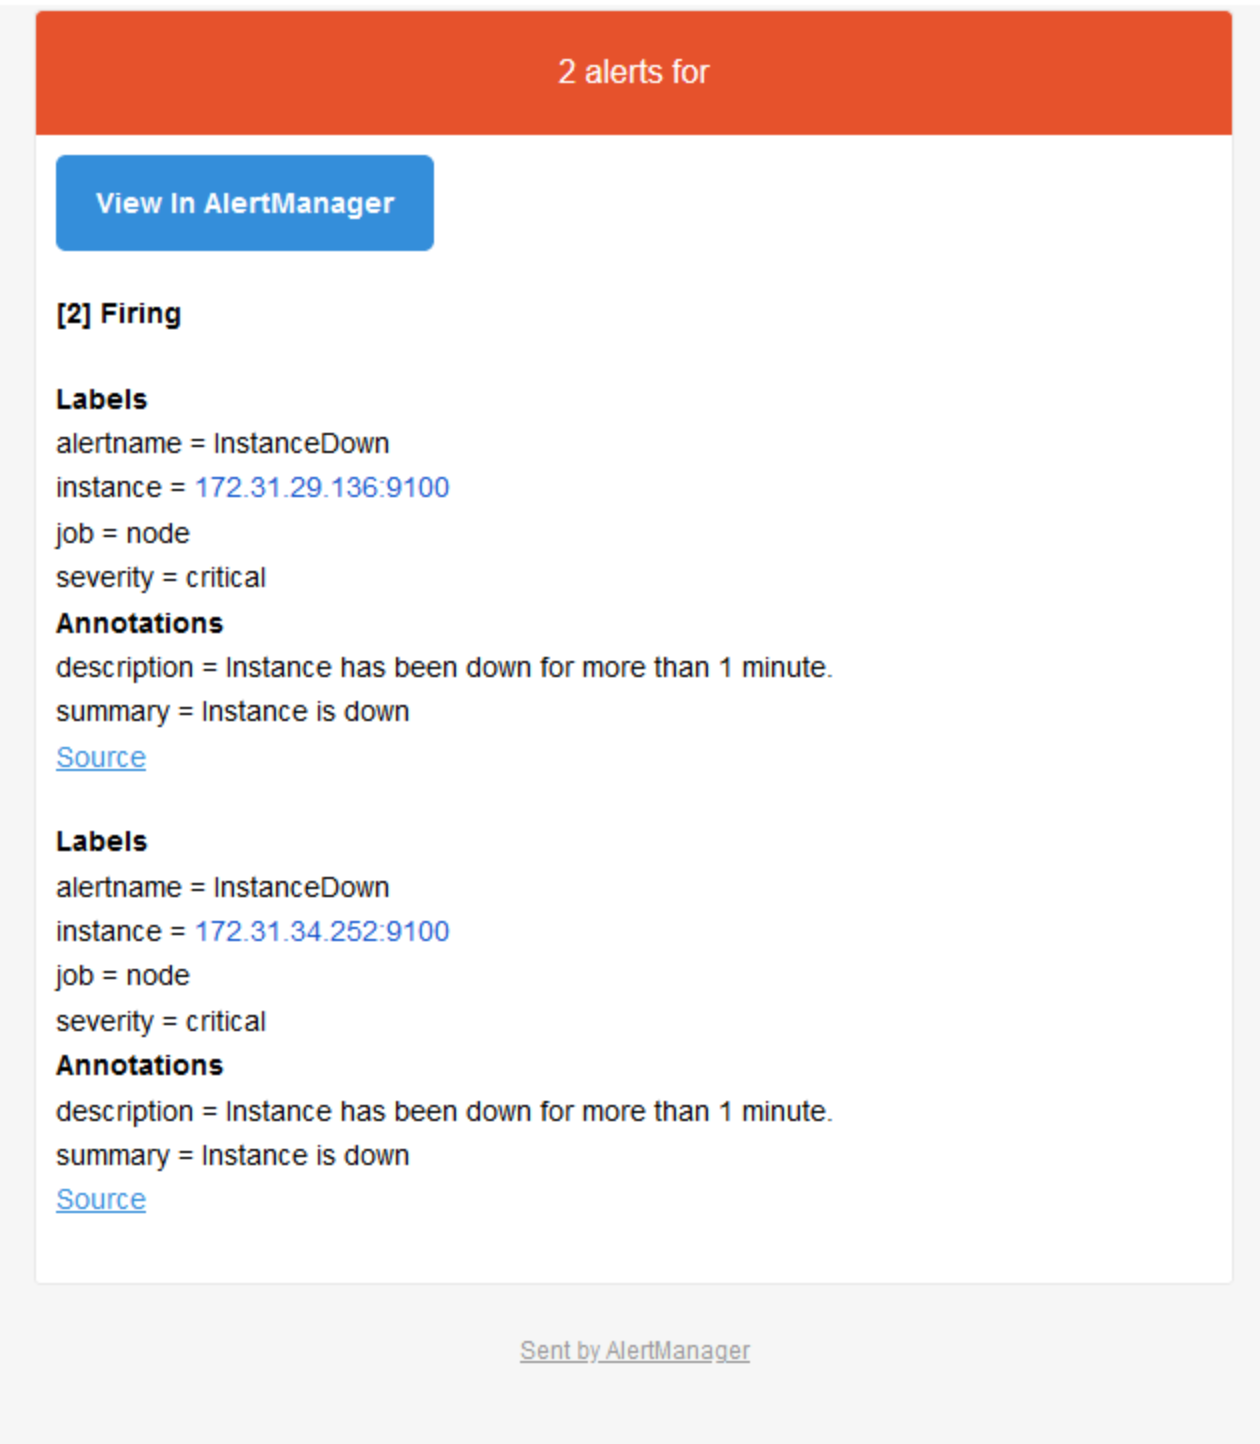 2 alerts for
View In AlertManager
[2] Firing
Labels
alertname = InstanceDown
instance = 172.31.29.136:9100
job = node
severity = critical
Annotations
description = Instance has been down for more than 1 minute.
summary = Instance is down
Source
Labels
alertname = InstanceDown
instance = 172.31.34.252:9100
job = node
severity = critical
Annotations
description = Instance has been down for more than 1 minute.
summary = Instance is down
Source
Sent by AlertManager